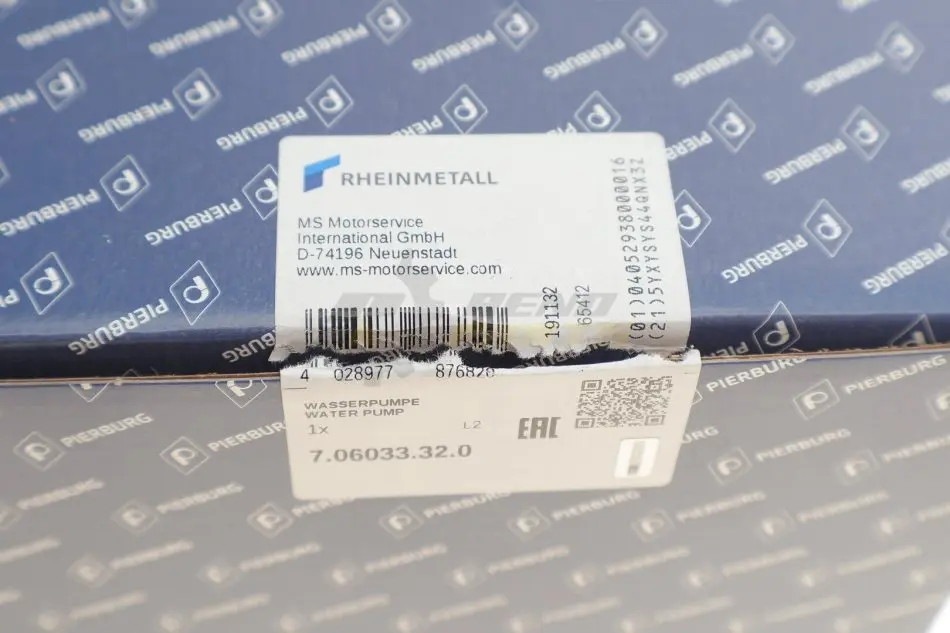 RHEINMETALL
MS Motorservice
International GmbH
D-74196 Neuenstadt
www.ms-motorservice.com
191132
65412
(01)04052938000016
(21)5YXYSYS44QNX3Z
4 028977 876820
WASSERPUMPE
WATER PUMP
1x
L2
EAC
7.06033.32.0
PIERBURG